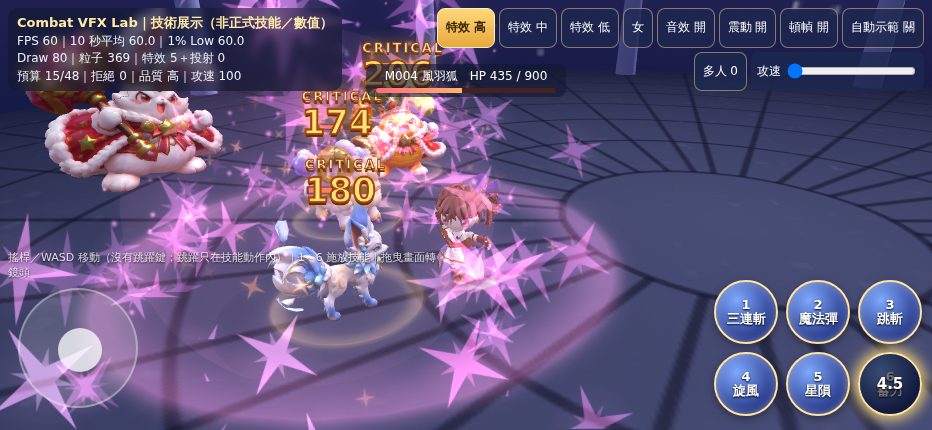 Combat VFX Lab｜技術展示（非正式技能／數值）
FPS 60｜10 秒平均 60.0｜1% Low 60.0
Draw 80｜粒子 369｜特效 5＋投射 0
預算 15/48｜拒絕 0｜品質 高｜攻速 100
特效 高
特效 中
特效 低
女
音效 開
震動 開
頓幀 開
自動示範 關
多人 0
攻速
CRITICAL
206
M004 風羽狐 HP 435 / 900
CRITICAL
174
CRITICAL
180
搖桿／WASD 移動（沒有跳躍鍵；跳躍只在技能動作內）｜1–6 施放技能｜拖曳畫面轉
鏡頭
1
三連斬
2
魔法彈
3
跳斬
4
旋風
5
星隕
6
蓄力
4.5